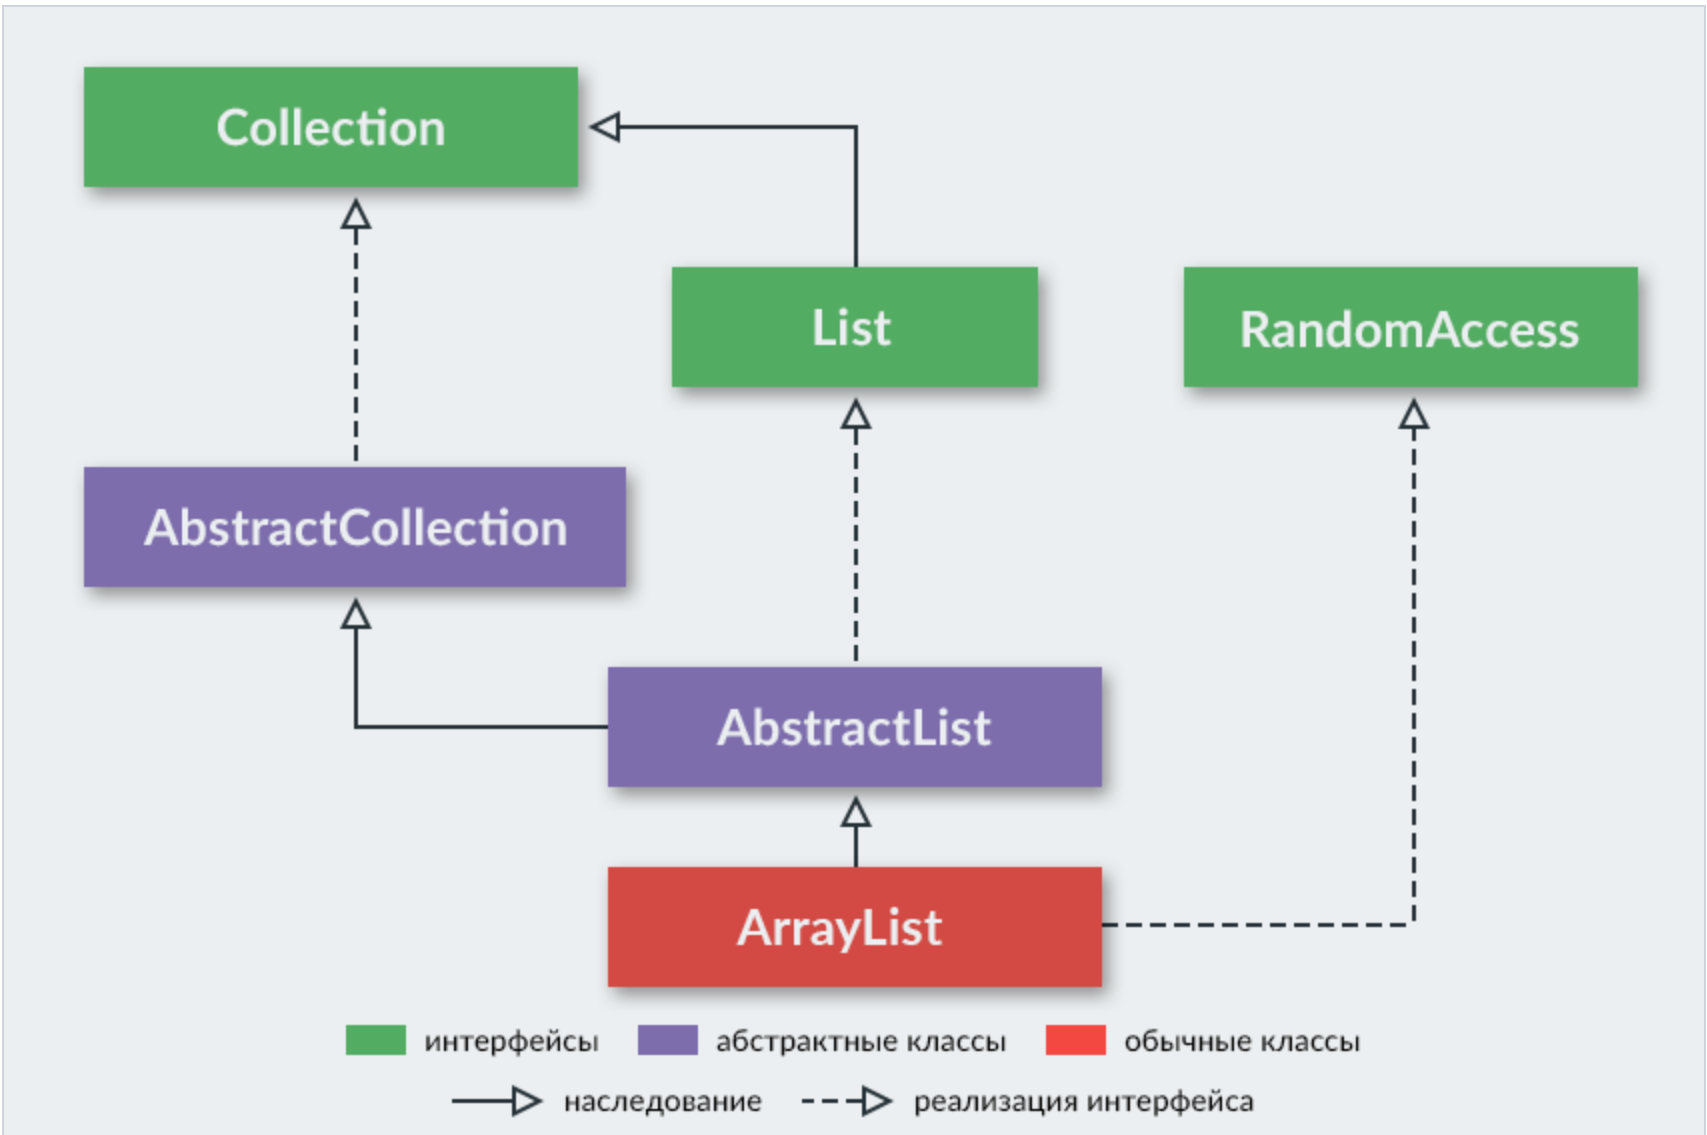 Collection
List
RandomAccess
AbstractCollection
AbstractList
ArrayList
интерфейсы абстрактные классы обычные классы
наследование реализация интерфейса